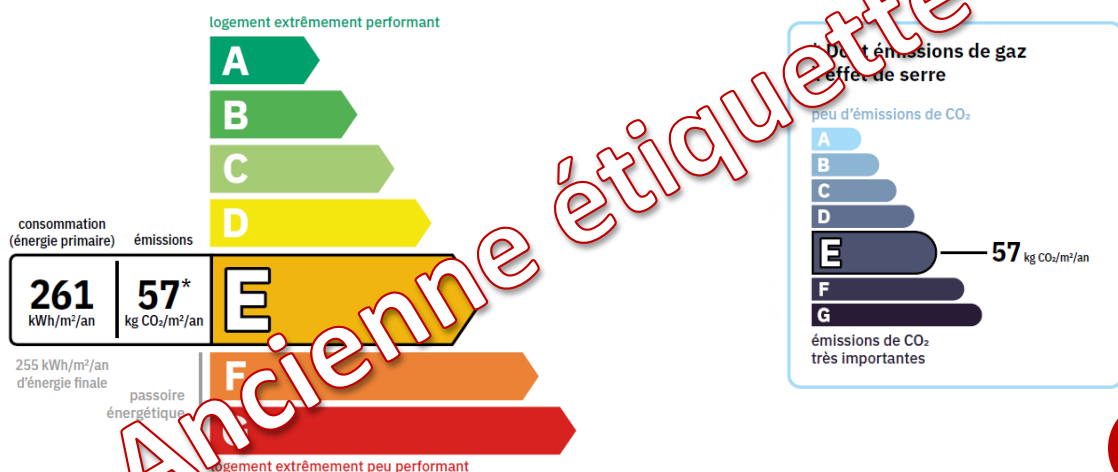 logement extrêmement performant
A
B
C
D
consommation
(énergie primaire)
émissions
261
kWh/m²/an
57*
kg CO₂/m²/an
E
255 kWh/m²/an
d'énergie finale
passoire
énergétique
F
G
logement extrêmement peu performant
Ancienne étiquette
* Dont émissions de gaz
à effet de serre
peu d'émissions de CO₂
A
B
C
D
E
57 kg CO₂/m²/an
F
G
émissions de CO₂
très importantes